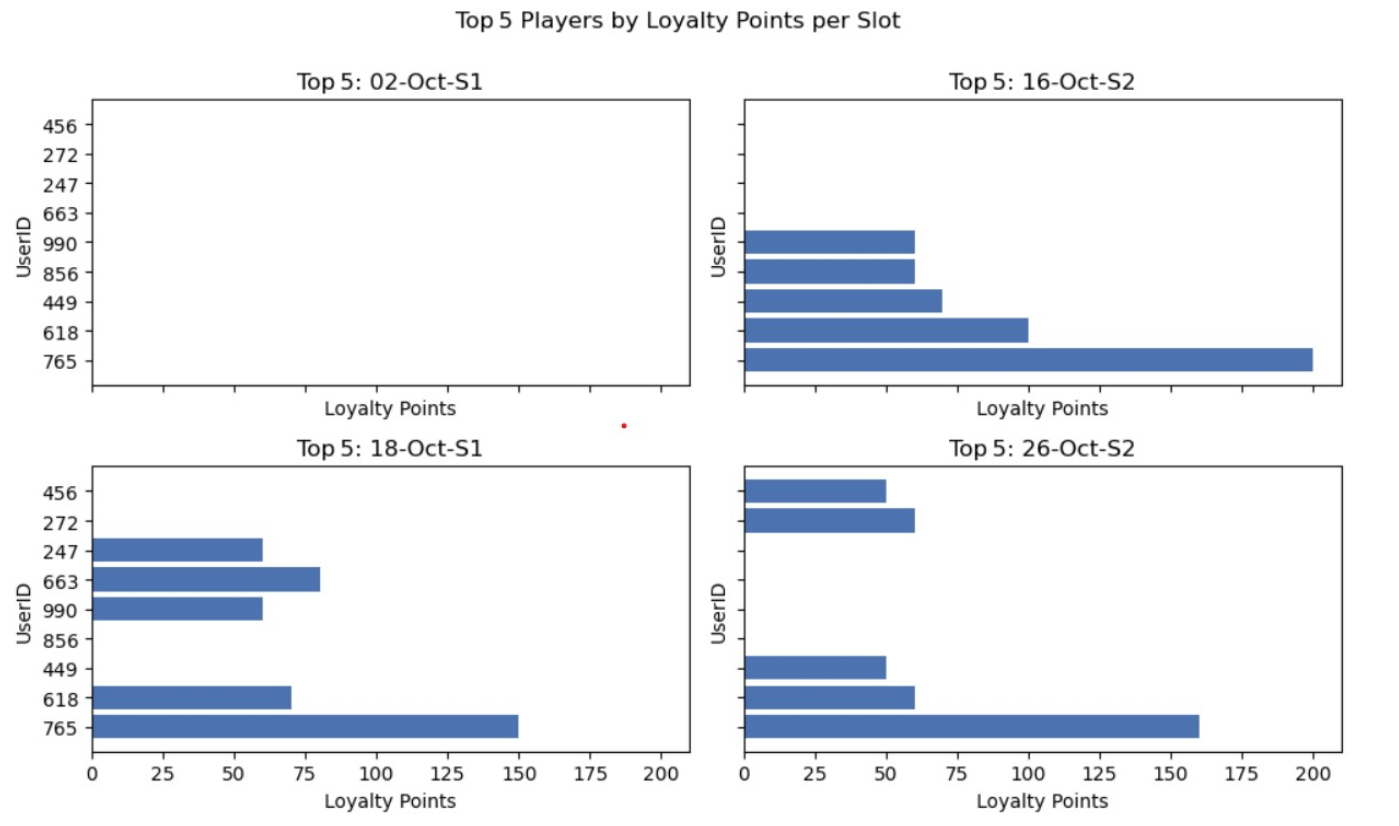 Top 5 Players by Loyalty Points per Slot
Top 5: 02-Oct-S1
456
272
247
663
990
856
449
618
765
UserID
Loyalty Points
Top 5: 16-Oct-S2
UserID
Loyalty Points
Top 5: 18-Oct-S1
456
272
247
663
990
856
449
618
765
UserID
0 25 50 75 100 125 150 175 200
Loyalty Points
Top 5: 26-Oct-S2
UserID
0 25 50 75 100 125 150 175 200
Loyalty Points